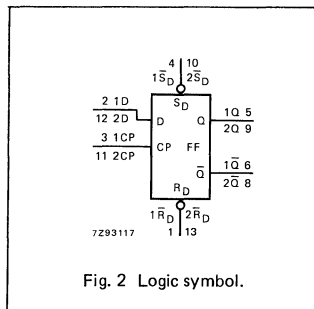 4 10
1S̅D 2S̅D
SD
2 1D
12 2D
D
Q
1Q 5
2Q 9
3 1CP
11 2CP
CP
FF
Q̅
1Q̅ 6
2Q̅ 8
RD
1R̅D 2R̅D
7Z93117
1 13
Fig. 2 Logic symbol.